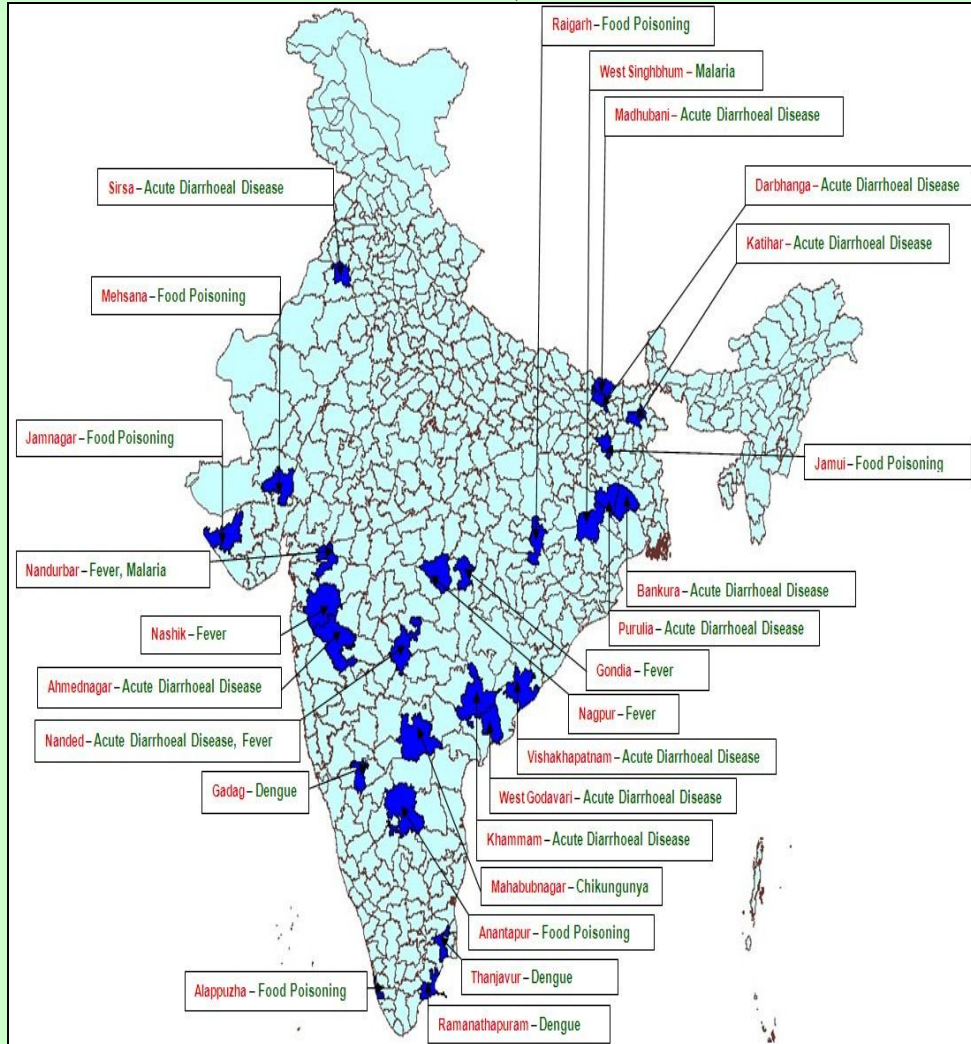 Raigarh – Food Poisoning
West Singhbhum – Malaria
Madhubani – Acute Diarrhoeal Disease
Sirsa – Acute Diarrhoeal Disease
Darbhanga – Acute Diarrhoeal Disease
Katihar – Acute Diarrhoeal Disease
Mehsana – Food Poisoning
Jamnagar – Food Poisoning
Jamui – Food Poisoning
Nandurbar – Fever, Malaria
Bankura – Acute Diarrhoeal Disease
Nashik – Fever
Purulia – Acute Diarrhoeal Disease
Gondia – Fever
Ahmednagar – Acute Diarrhoeal Disease
Nagpur – Fever
Nanded – Acute Diarrhoeal Disease, Fever
Vishakhapatnam – Acute Diarrhoeal Disease
Gadag – Dengue
West Godavari – Acute Diarrhoeal Disease
Khammam – Acute Diarrhoeal Disease
Mahabubnagar – Chikungunya
Anantapur – Food Poisoning
Thanjavur – Dengue
Alappuzha – Food Poisoning
Ramanathapuram – Dengue